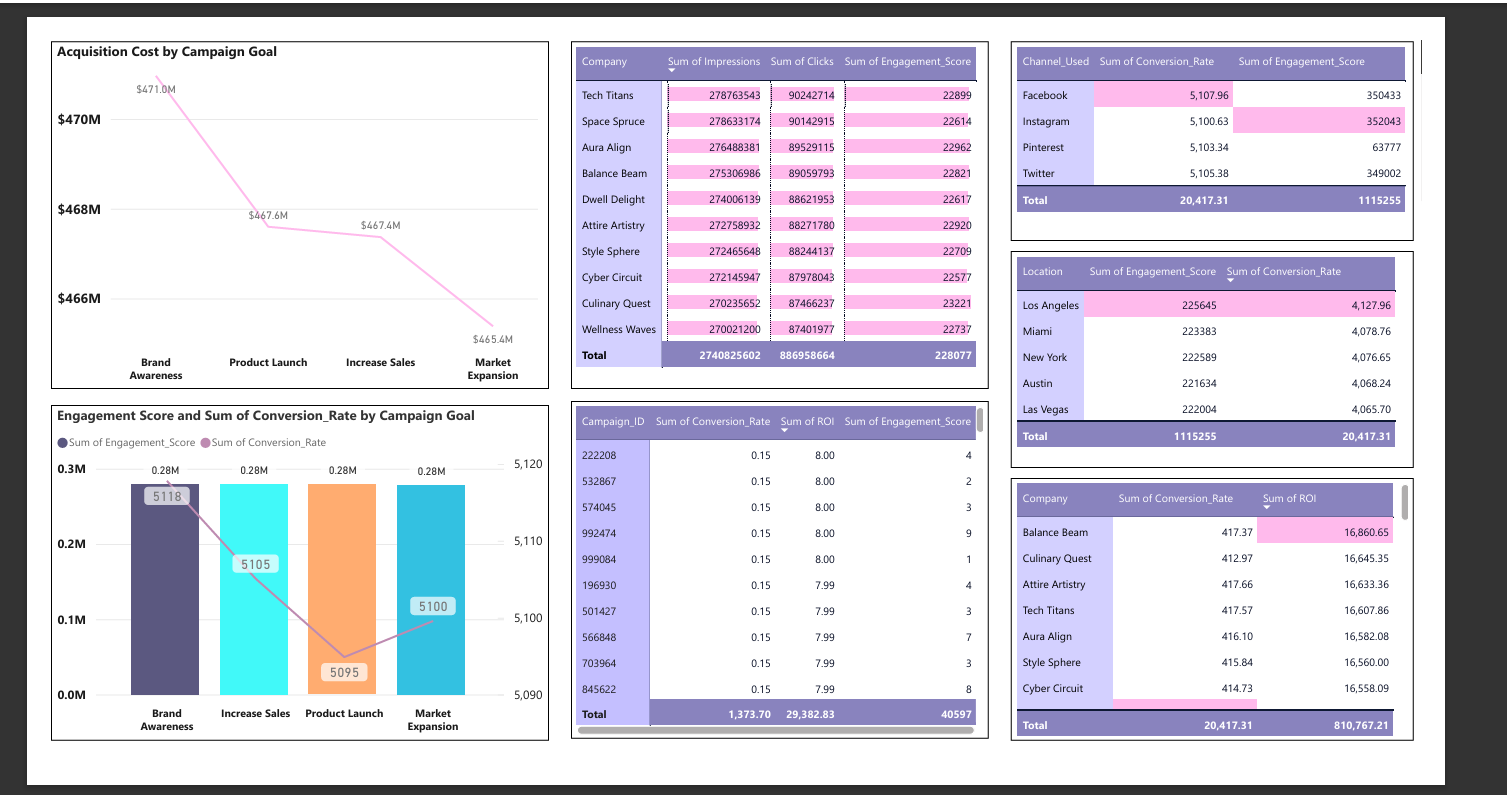 Acquisition Cost by Campaign Goal
$471.0M
$470M
$468M
$467.6M
$467.4M
$466M
$465.4M
Brand Awareness
Product Launch
Increase Sales
Market Expansion
Engagement Score and Sum of Conversion_Rate by Campaign Goal
Sum of Engagement_Score Sum of Conversion_Rate
0.3M 0.28M 0.28M 0.28M 0.28M 5,120
5118
0.2M 5,110
5105
0.1M 5100 5,100
5095
0.0M 5,090
Brand Awareness
Increase Sales
Product Launch
Market Expansion
Company Sum of Impressions Sum of Clicks Sum of Engagement_Score
Tech Titans 278763543 90242714 22899
Space Spruce 278633174 90142915 22614
Aura Align 276488381 89529115 22962
Balance Beam 275306986 89059793 22821
Dwell Delight 274006139 88621953 22617
Attire Artistry 272758932 88271780 22920
Style Sphere 272465648 88244137 22709
Cyber Circuit 272145947 87978043 22577
Culinary Quest 270235652 87466237 23221
Wellness Waves 270021200 87401977 22737
Total 2740825602 886958664 228077
Campaign_ID Sum of Conversion_Rate Sum of ROI Sum of Engagement_Score
222208 0.15 8.00 4
532867 0.15 8.00 2
574045 0.15 8.00 3
992474 0.15 8.00 9
999084 0.15 8.00 1
196930 0.15 7.99 4
501427 0.15 7.99 3
566848 0.15 7.99 7
703964 0.15 7.99 3
845622 0.15 7.99 8
Total 1,373.70 29,382.83 40597
Channel_Used Sum of Conversion_Rate Sum of Engagement_Score
Facebook 5,107.96 350433
Instagram 5,100.63 352043
Pinterest 5,103.34 63777
Twitter 5,105.38 349002
Total 20,417.31 1115255
Location Sum of Engagement_Score Sum of Conversion_Rate
Los Angeles 225645 4,127.96
Miami 223383 4,078.76
New York 222589 4,076.65
Austin 221634 4,068.24
Las Vegas 222004 4,065.70
Total 1115255 20,417.31
Company Sum of Conversion_Rate Sum of ROI
Balance Beam 417.37 16,860.65
Culinary Quest 412.97 16,645.35
Attire Artistry 417.66 16,633.36
Tech Titans 417.57 16,607.86
Aura Align 416.10 16,582.08
Style Sphere 415.84 16,560.00
Cyber Circuit 414.73 16,558.09
Total 20,417.31 810,767.21